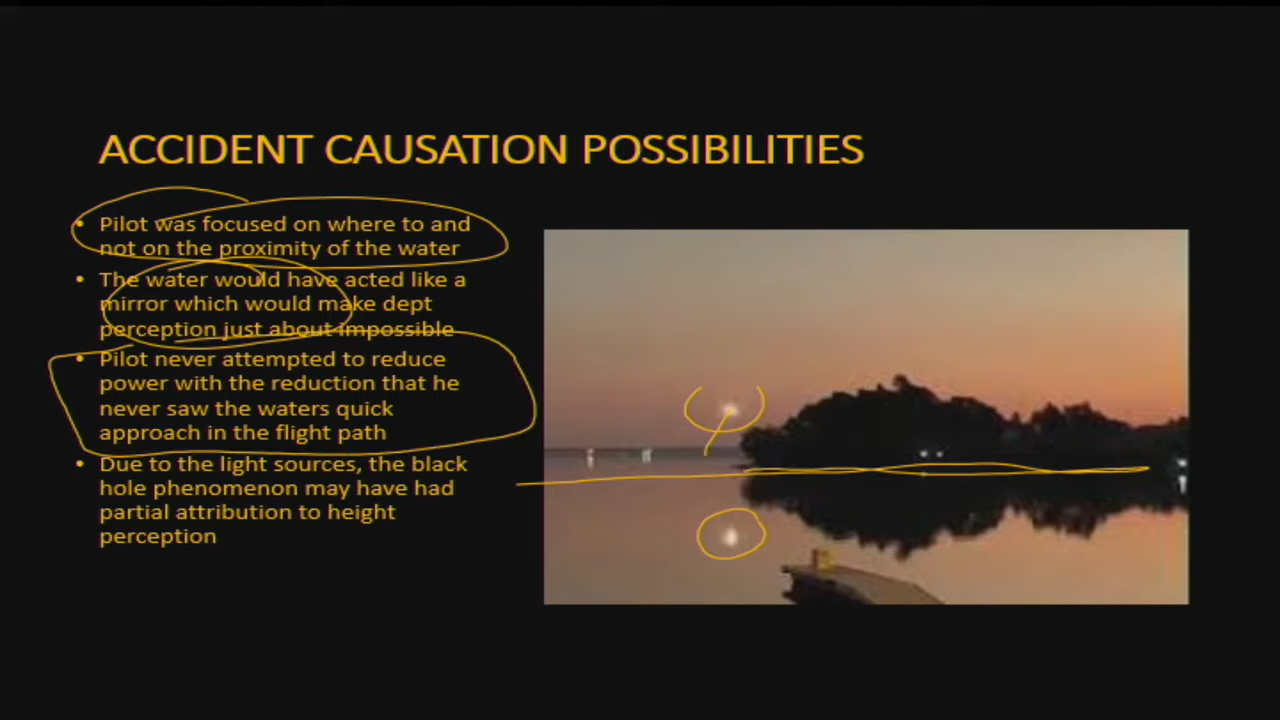 ACCIDENT CAUSATION POSSIBILITIES
• Pilot was focused on where to and
not on the proximity of the water
• The water would have acted like a
mirror which would make dept
perception just about impossible
• Pilot never attempted to reduce
power with the reduction that he
never saw the waters quick
approach in the flight path
• Due to the light sources, the black
hole phenomenon may have had
partial attribution to height
perception